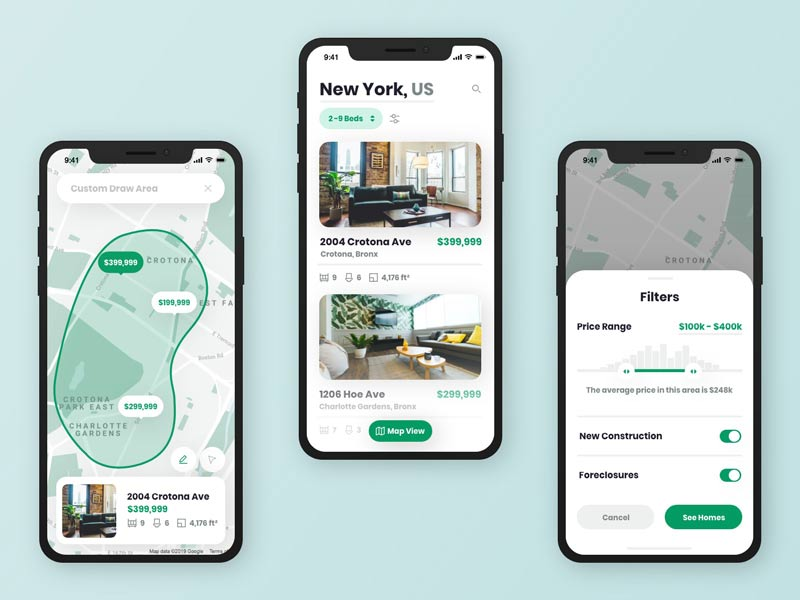 9:41
Custom Draw Area
$399,999
CROTONA
$199,999
EST FA
Boston Rd
CROTONA
PARK EAST
$299,999
CHARLOTTE
GARDENS
2004 Crotona Ave
$399,999
9 6 4,176 ft²
Map data ©2019 Google Terms
9:41
New York, US
2-9 Beds
2004 Crotona Ave $399,999
Crotona, Bronx
9 6 4,176 ft²
1206 Hoe Ave $299,999
Charlotte Gardens, Bronx
7 3
Map View
9:41
CROTONA
Filters
Price Range $100k - $400k
The average price in this area is $248k
New Construction
Foreclosures
Cancel See Homes